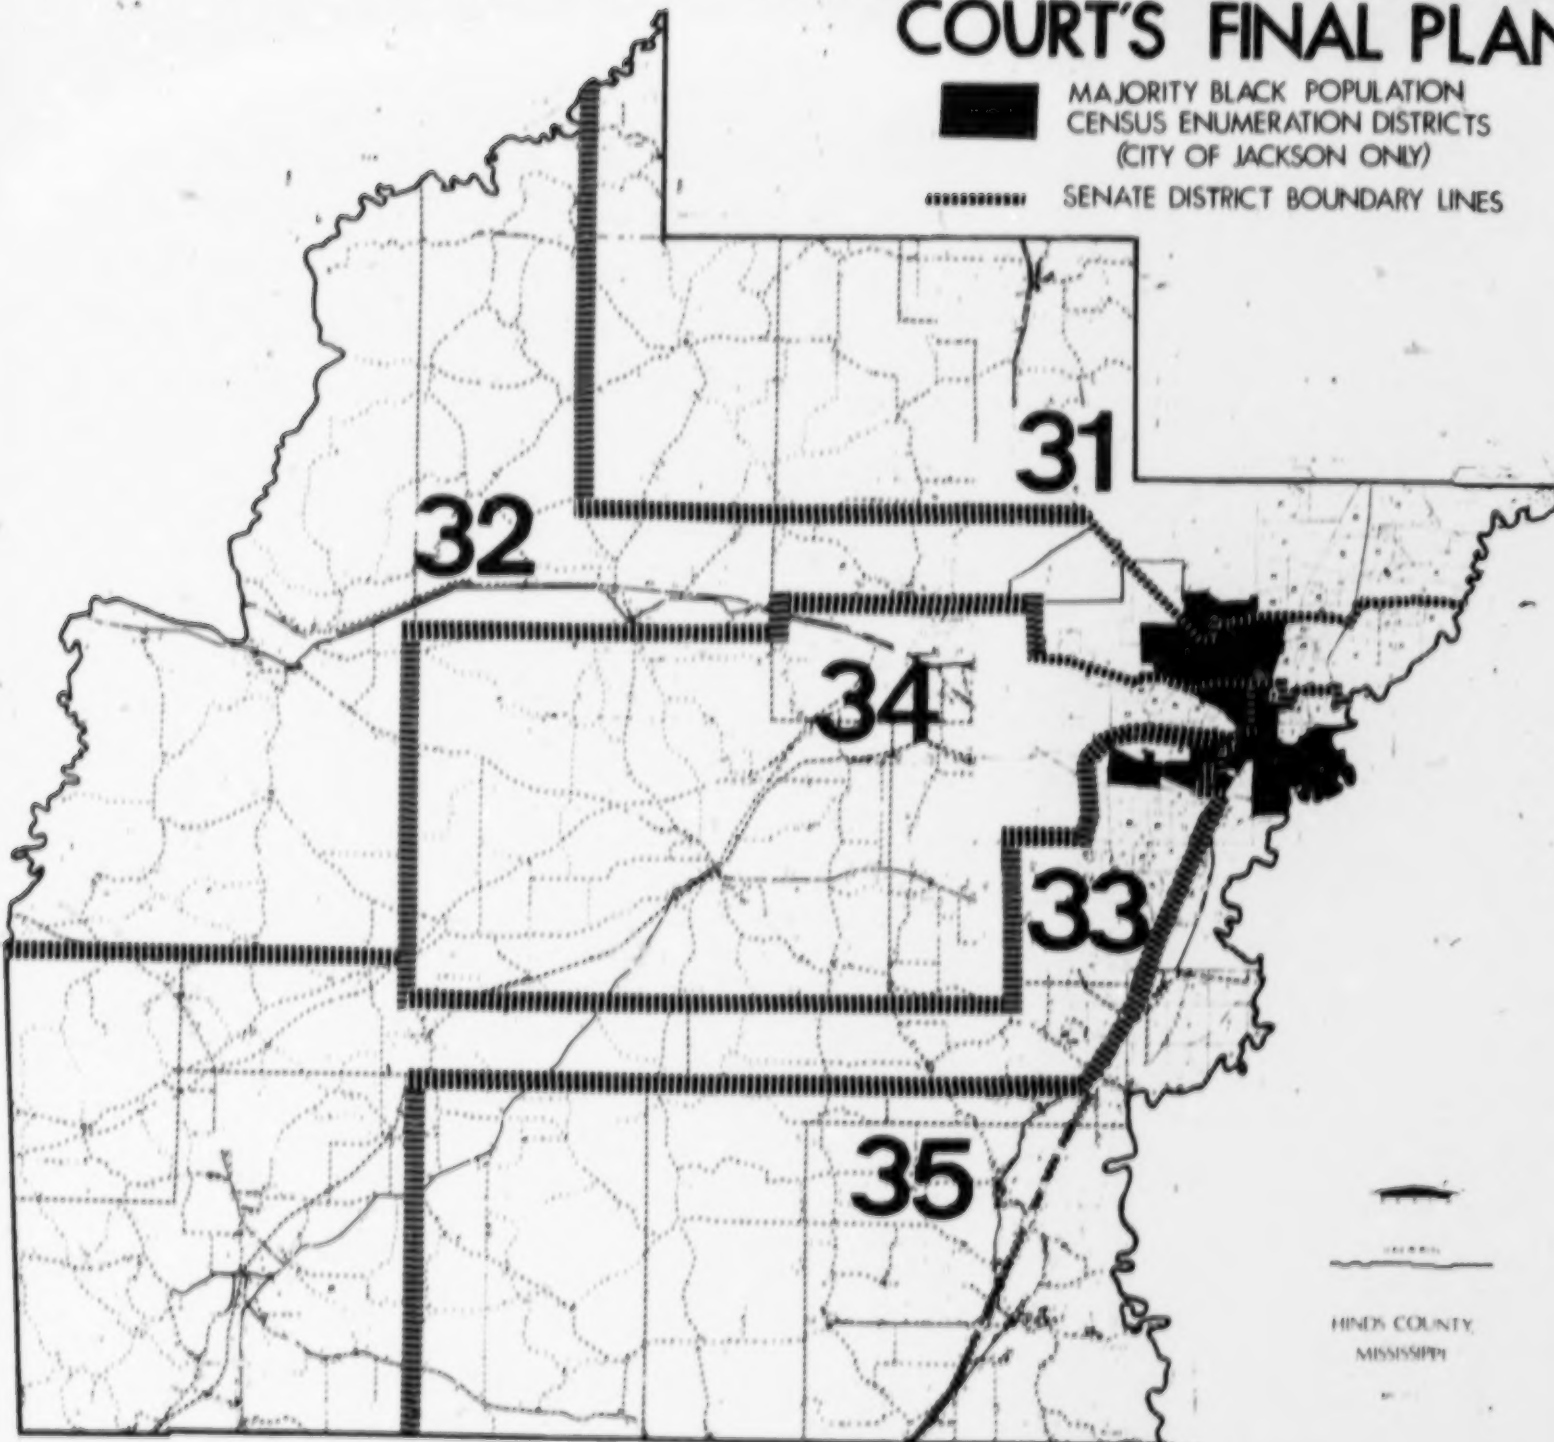 COURT'S FINAL PLAN
MAJORITY BLACK POPULATION
CENSUS ENUMERATION DISTRICTS
(CITY OF JACKSON ONLY)
SENATE DISTRICT BOUNDARY LINES
31
32
34
33
35
HINDS COUNTY,
MISSISSIPPI